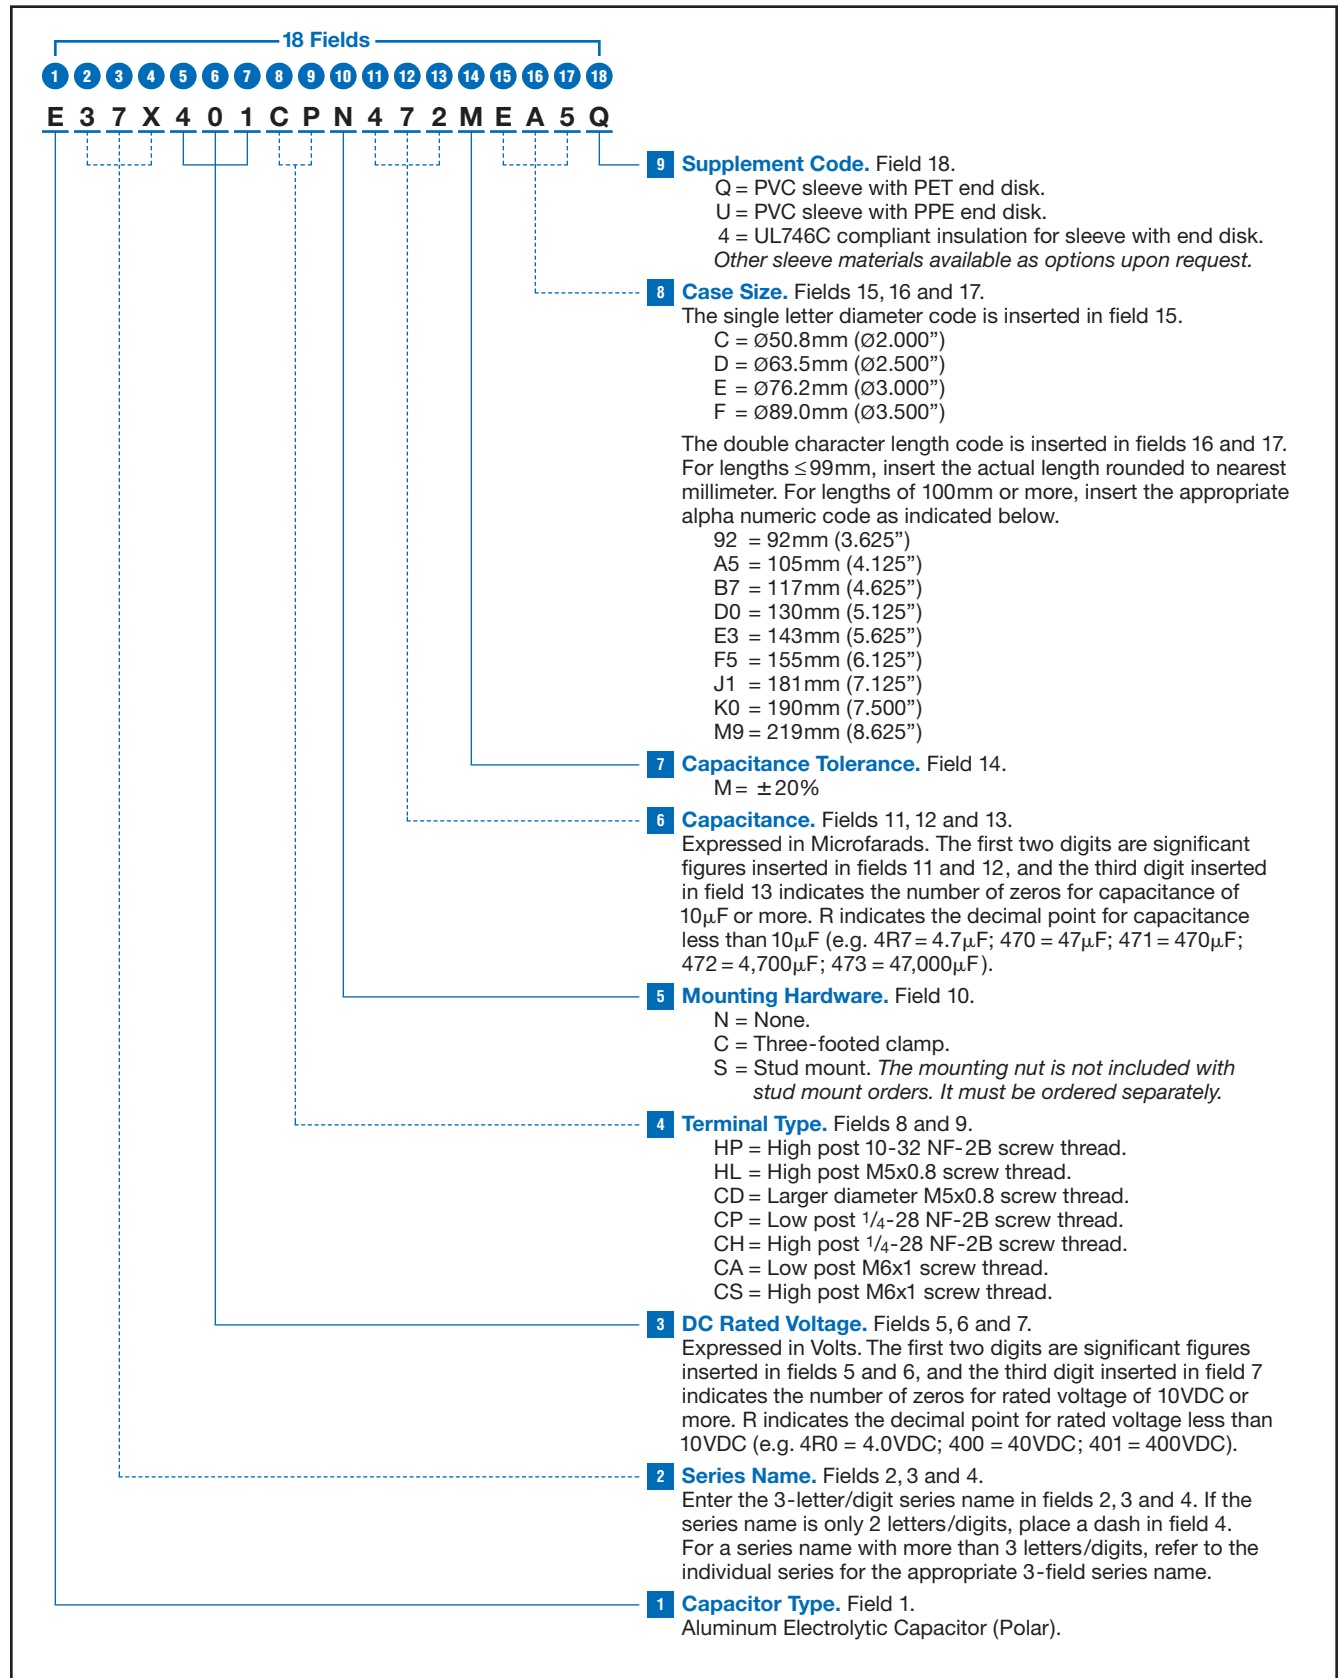 18 Fields
1 2 3 4 5 6 7 8 9 10 11 12 13 14 15 16 17 18
E 3 7 X 4 0 1 C P N 4 7 2 M E A 5 Q
9 Supplement Code. Field 18.
Q = PVC sleeve with PET end disk.
U = PVC sleeve with PPE end disk.
4 = UL746C compliant insulation for sleeve with end disk.
Other sleeve materials available as options upon request.
8 Case Size. Fields 15, 16 and 17.
The single letter diameter code is inserted in field 15.
C = Ø50.8mm (Ø2.000”)
D = Ø63.5mm (Ø2.500”)
E = Ø76.2mm (Ø3.000”)
F = Ø89.0mm (Ø3.500”)
The double character length code is inserted in fields 16 and 17.
For lengths ≤99mm, insert the actual length rounded to nearest
millimeter. For lengths of 100mm or more, insert the appropriate
alpha numeric code as indicated below.
92 = 92mm (3.625”)
A5 = 105mm (4.125”)
B7 = 117mm (4.625”)
D0 = 130mm (5.125”)
E3 = 143mm (5.625”)
F5 = 155mm (6.125”)
J1 = 181mm (7.125”)
K0 = 190mm (7.500”)
M9 = 219mm (8.625”)
7 Capacitance Tolerance. Field 14.
M = ±20%
6 Capacitance. Fields 11, 12 and 13.
Expressed in Microfarads. The first two digits are significant
figures inserted in fields 11 and 12, and the third digit inserted
in field 13 indicates the number of zeros for capacitance of
10µF or more. R indicates the decimal point for capacitance
less than 10µF (e.g. 4R7 = 4.7µF; 470 = 47µF; 471 = 470µF;
472 = 4,700µF; 473 = 47,000µF).
5 Mounting Hardware. Field 10.
N = None.
C = Three-footed clamp.
S = Stud mount. The mounting nut is not included with
stud mount orders. It must be ordered separately.
4 Terminal Type. Fields 8 and 9.
HP = High post 10-32 NF-2B screw thread.
HL = High post M5x0.8 screw thread.
CD = Larger diameter M5x0.8 screw thread.
CP = Low post 1/4-28 NF-2B screw thread.
CH = High post 1/4-28 NF-2B screw thread.
CA = Low post M6x1 screw thread.
CS = High post M6x1 screw thread.
3 DC Rated Voltage. Fields 5, 6 and 7.
Expressed in Volts. The first two digits are significant figures
inserted in fields 5 and 6, and the third digit inserted in field 7
indicates the number of zeros for rated voltage of 10VDC or
more. R indicates the decimal point for rated voltage less than
10VDC (e.g. 4R0 = 4.0VDC; 400 = 40VDC; 401 = 400VDC).
2 Series Name. Fields 2, 3 and 4.
Enter the 3-letter/digit series name in fields 2, 3 and 4. If the
series name is only 2 letters/digits, place a dash in field 4.
For a series name with more than 3 letters/digits, refer to the
individual series for the appropriate 3-field series name.
1 Capacitor Type. Field 1.
Aluminum Electrolytic Capacitor (Polar).